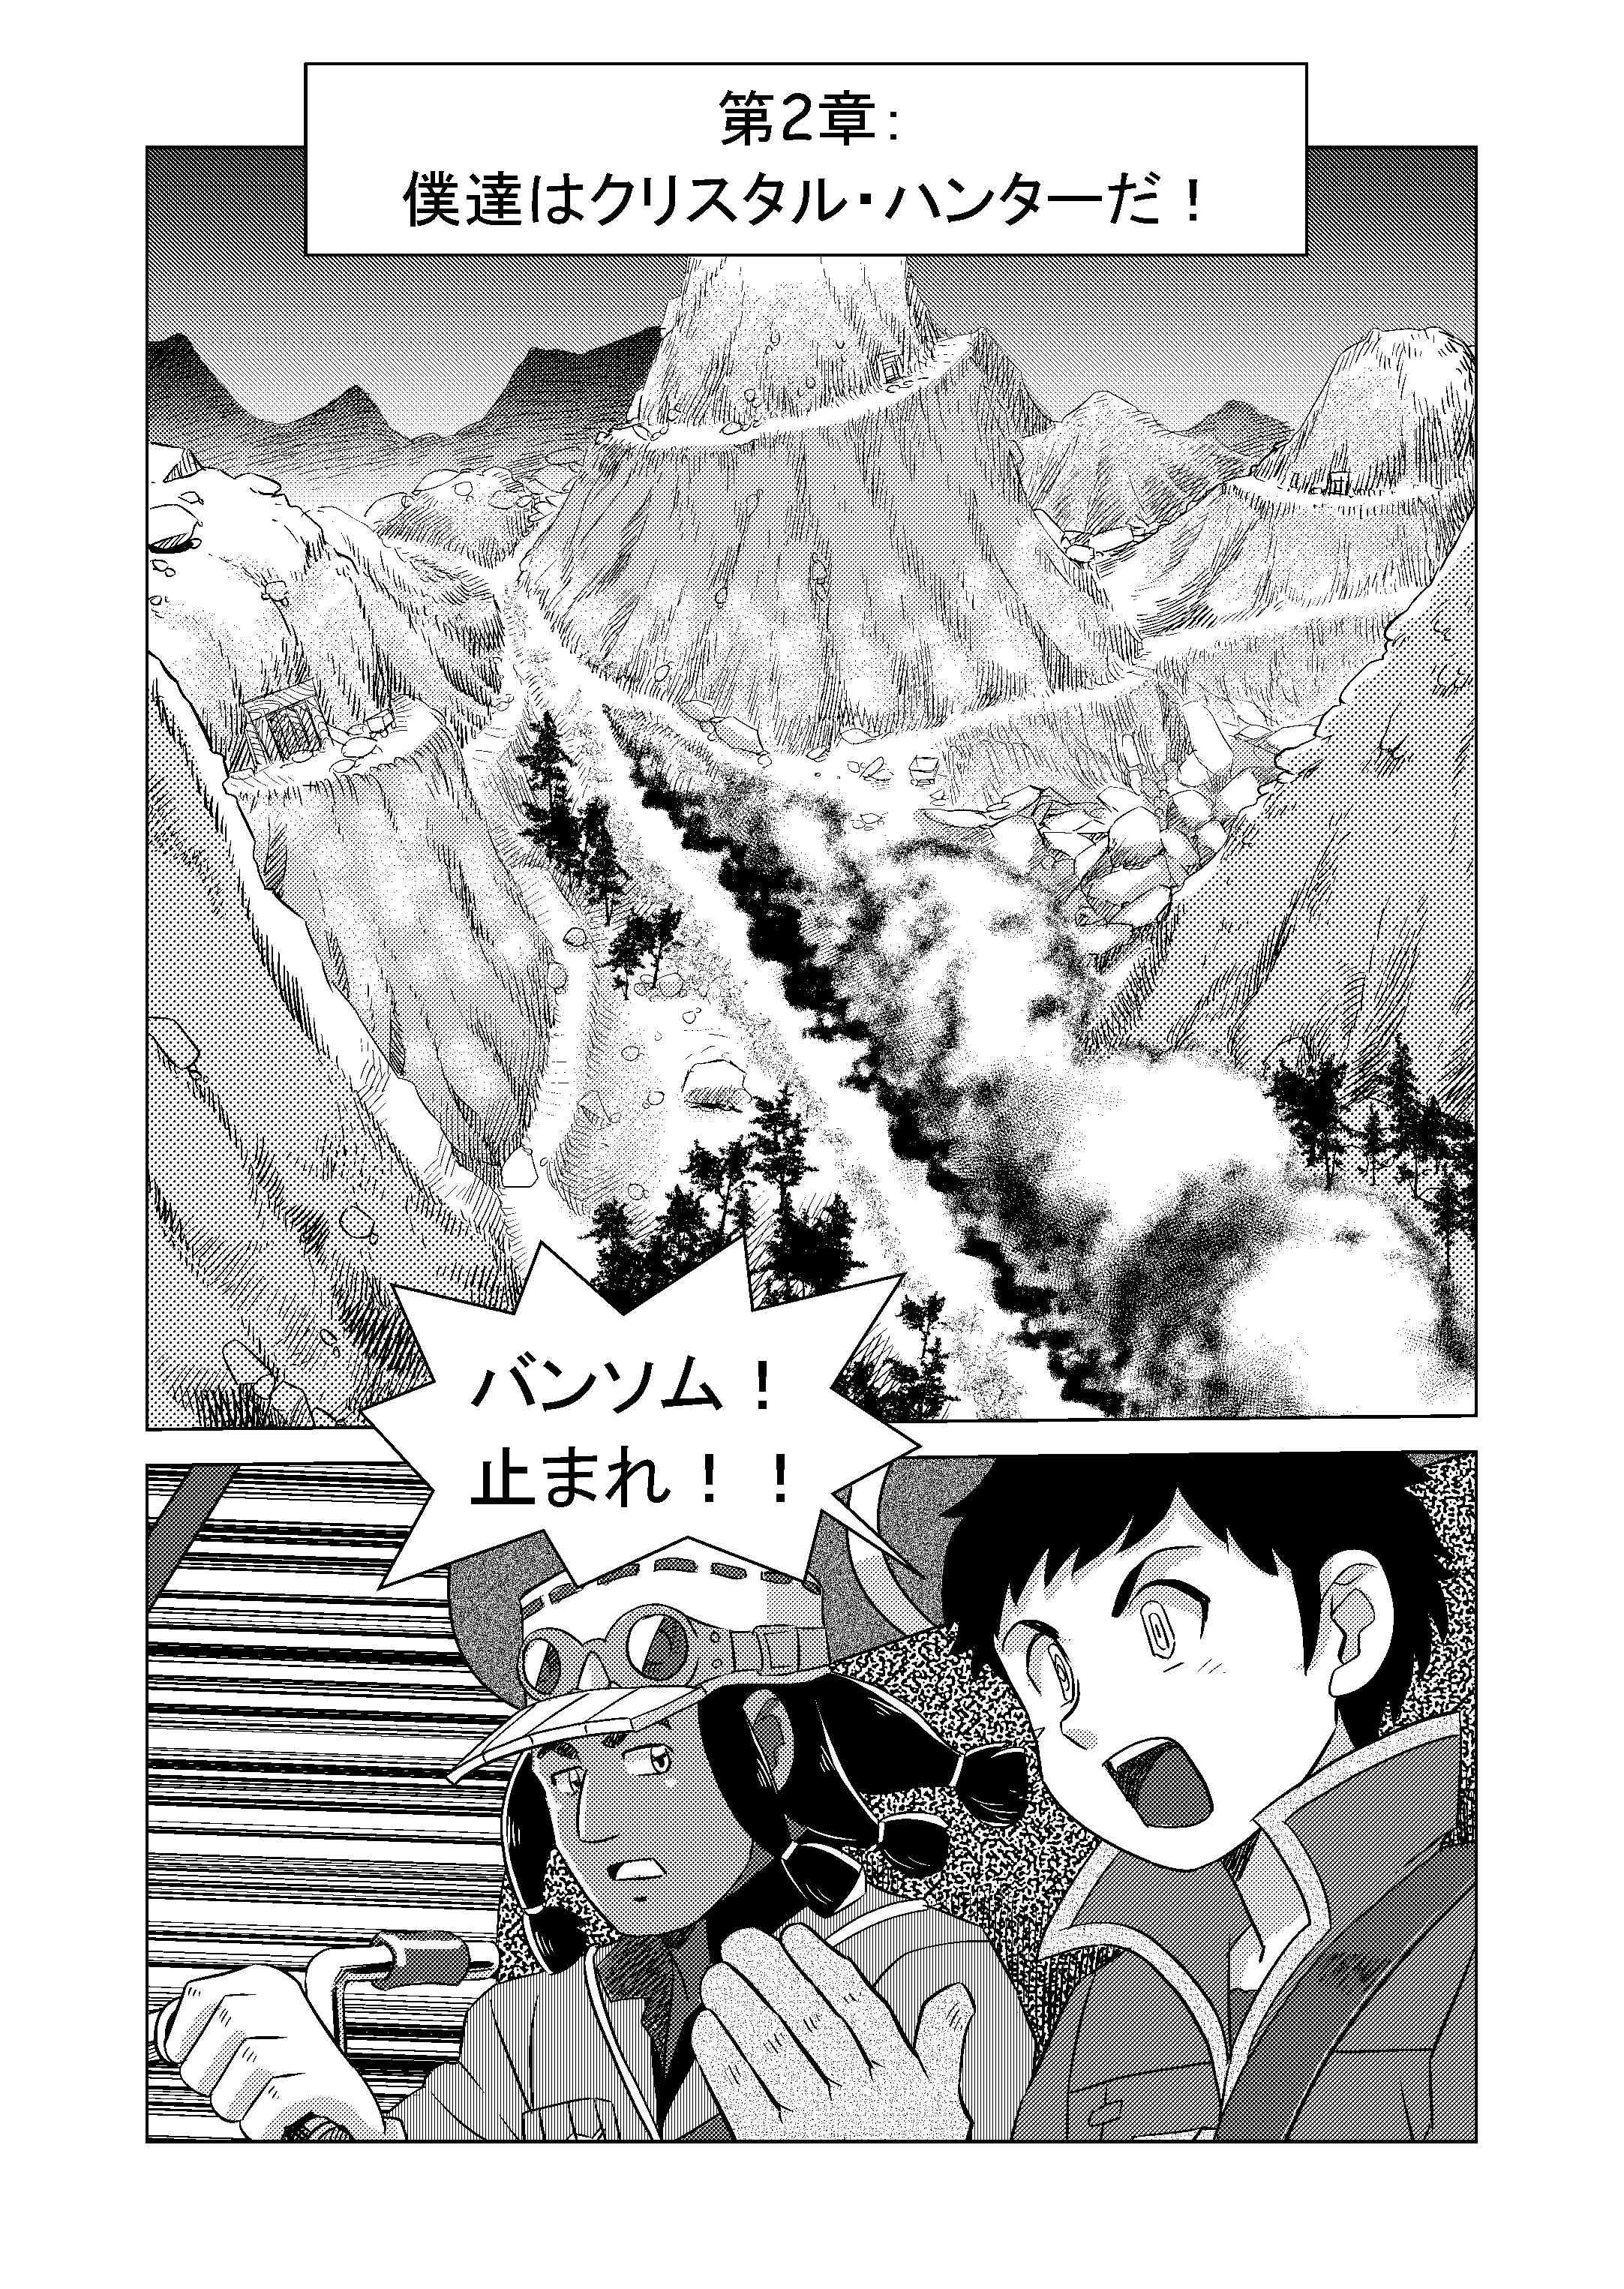 第2章：
僕達はクリスタル・ハンターだ！
バンソム！
止まれ！！